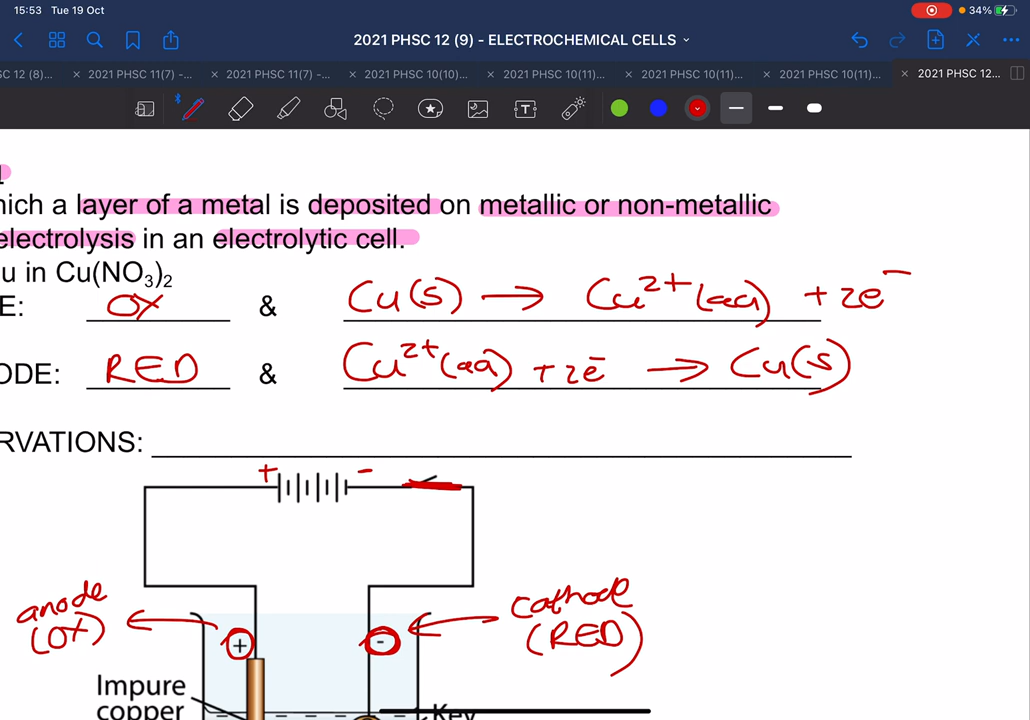 15:53 Tue 19 Oct
34%
2021 PHSC 12 (9) - ELECTROCHEMICAL CELLS
SC 12 (8)... × 2021 PHSC 11(7) -... × 2021 PHSC 11(7) -... × 2021 PHSC 10(10)... × 2021 PHSC 10(11)... × 2021 PHSC 10(11)... × 2021 PHSC 10(11)... × 2021 PHSC 12...
hich a layer of a metal is deposited on metallic or non-metallic
electrolysis in an electrolytic cell.
u in Cu(NO₃)₂
E: OX & Cu(s) → Cu²⁺(aq) + 2e⁻
ODE: RED & Cu²⁺(aq) + 2e⁻ → Cu(s)
RVATIONS:
+ -
anode
(OX)
+
-
cathode
(RED)
Impure
copper
Key